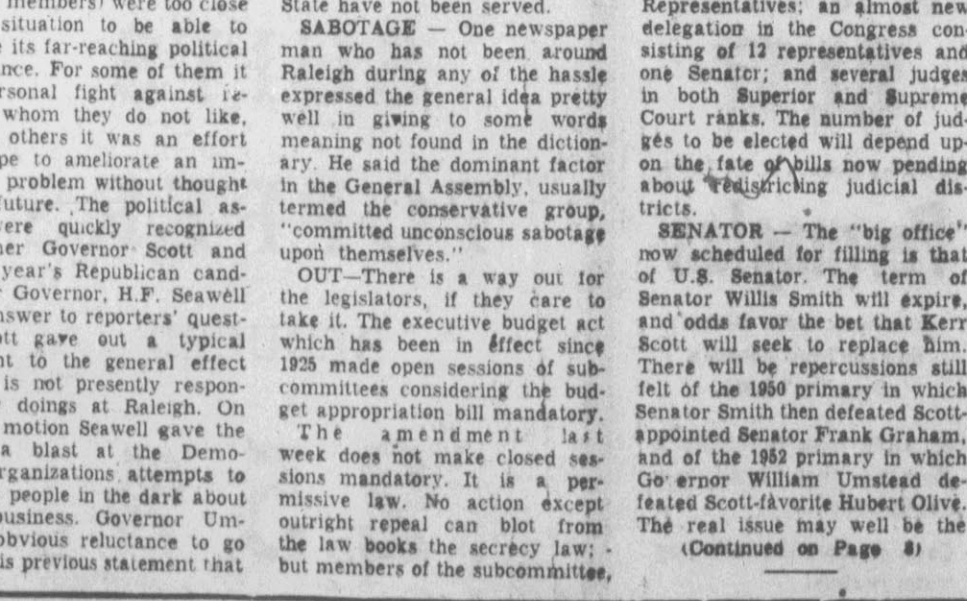 members) were too close
situation to be able to
its far-reaching political
nce. For some of them it
rsonal fight against re-
whom they do not like,
others it was an effort
pe to ameliorate an im-
problem without thought
uture. The political as-
ere quickly recognized
er Governor Scott and
year's Republican cand-
Governor, H.F. Seawell
nswer to reporters' quest-
tt gave out a typical
nt to the general effect
is not presently respon-
doings at Raleigh. On
motion Seawell gave the
a blast at the Demo-
rganizations attempts to
people in the dark about
business. Governor Um-
obvious reluctance to go
is previous statement that
State have not been served.
SABOTAGE — One newspaper
man who has not been around
Raleigh during any of the hassle
expressed the general idea pretty
well in giving to some words
meaning not found in the diction-
ary. He said the dominant factor
in the General Assembly, usually
termed the conservative group,
"committed unconscious sabotage
upon themselves."
OUT—There is a way out for
the legislators, if they care to
take it. The executive budget act
which has been in effect since
1925 made open sessions of sub-
committees considering the bud-
get appropriation bill mandatory.
The amendment last
week does not make closed ses-
sions mandatory. It is a per-
missive law. No action except
outright repeal can blot from
the law books the secrecy law;
but members of the subcommittee,
Representatives; an almost new
delegation in the Congress con-
sisting of 12 representatives and
one Senator; and several judges
in both Superior and Supreme
Court ranks. The number of jud-
ges to be elected will depend up-
on the fate of bills now pending
about redistricting judicial dis-
tricts.
SENATOR — The "big office"
now scheduled for filling is that
of U.S. Senator. The term of
Senator Willis Smith will expire,
and odds favor the bet that Kerr
Scott will seek to replace him.
There will be repercussions still
felt of the 1950 primary in which
Senator Smith then defeated Scott-
appointed Senator Frank Graham,
and of the 1952 primary in which
Go ernor William Umstead de-
feated Scott-favorite Hubert Olive.
The real issue may well be the
(Continued on Page 8)